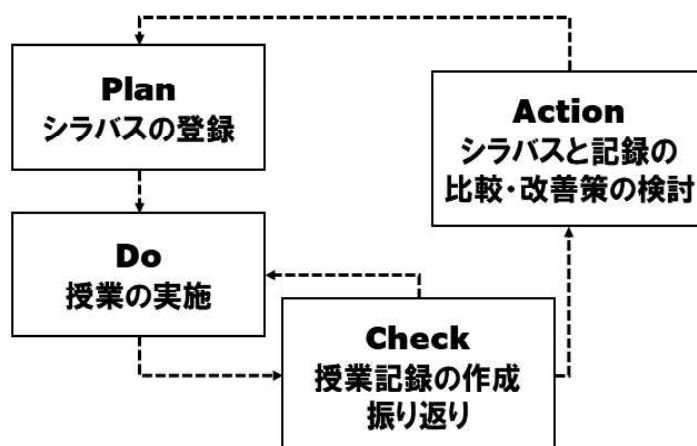 Plan
シラバスの登録
Do
授業の実施
Check
授業記録の作成
振り返り
Action
シラバスと記録の
比較・改善策の検討